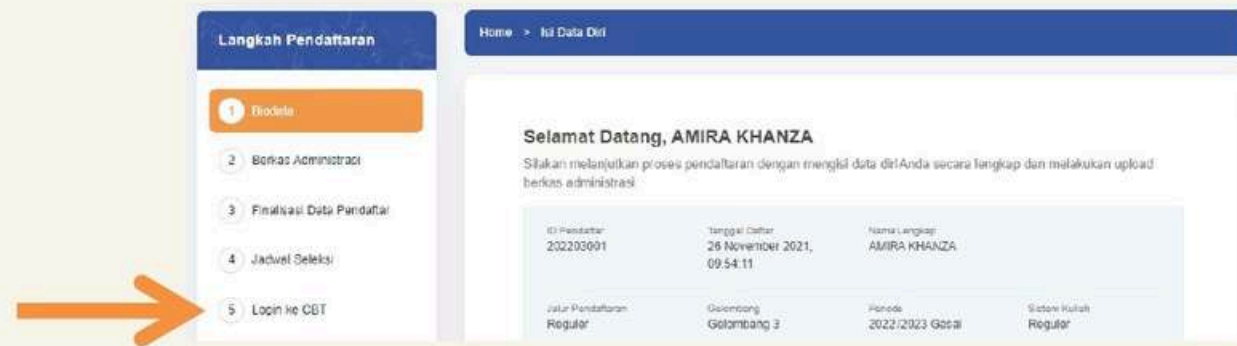 Langkah Pendaftaran
Home > Isi Data Diri
1 Biodata
2 Berkas Administrasi
3 Finalisasi Data Pendaftar
4 Jadwal Seleksi
5 Login ke CBT
Selamat Datang, AMIRA KHANZA
Silakan melanjutkan proses pendaftaran dengan mengisi data diri Anda secara lengkap dan melakukan upload
berkas administrasi
ID Pendaftar
202203001
Tanggal Daftar
26 November 2021,
09:54:11
Nama Lengkap
AMIRA KHANZA
Jalur Pendaftaran
Reguler
Gelombang
Gelombang 3
Periode
2022/2023 Gasal
Sistem Kuliah
Reguler